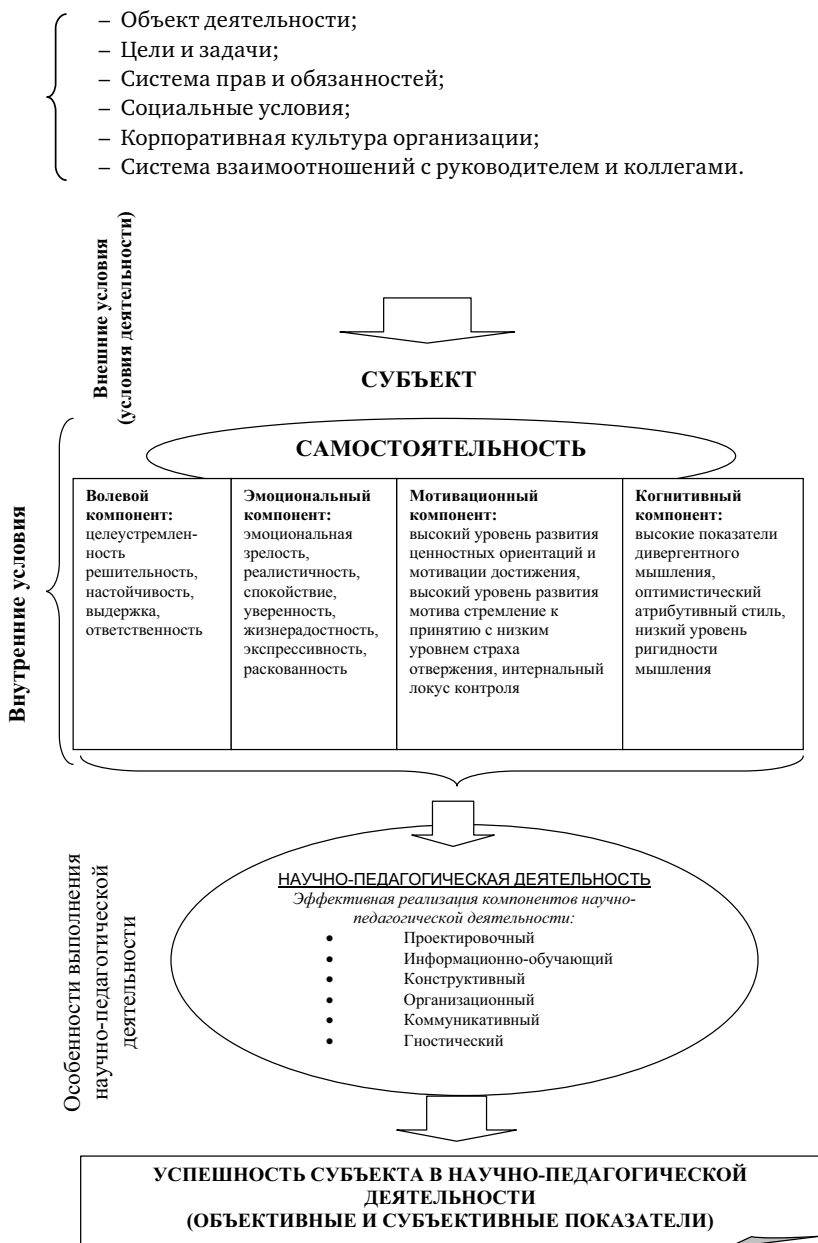 – Объект деятельности;
– Цели и задачи;
– Система прав и обязанностей;
– Социальные условия;
– Корпоративная культура организации;
– Система взаимоотношений с руководителем и коллегами.
Внешние условия
(условия деятельности)
СУБЪЕКТ
САМОСТОЯТЕЛЬНОСТЬ
Внутренние условия
Волевой
компонент:
целеустремлен-
ность
решительность,
настойчивость,
выдержка,
ответственность
Эмоциональный
компонент:
эмоциональная
зрелость,
реалистичность,
спокойствие,
уверенность,
жизнерадостность,
экспрессивность,
раскованность
Мотивационный
компонент:
высокий уровень развития
ценностных ориентаций и
мотивации достижения,
высокий уровень развития
мотива стремление к
принятию с низким
уровнем страха
отвержения, интернальный
локус контроля
Когнитивный
компонент:
высокие показатели
дивергентного
мышления,
оптимистический
атрибутивный стиль,
низкий уровень
ригидности
мышления
Особенности выполнения
научно-педагогической
деятельности
НАУЧНО-ПЕДАГОГИЧЕСКАЯ ДЕЯТЕЛЬНОСТЬ
Эффективная реализация компонентов научно-
педагогической деятельности:
• Проектировочный
• Информационно-обучающий
• Конструктивный
• Организационный
• Коммуникативный
• Гностический
УСПЕШНОСТЬ СУБЪЕКТА В НАУЧНО-ПЕДАГОГИЧЕСКОЙ
ДЕЯТЕЛЬНОСТИ
(ОБЪЕКТИВНЫЕ И СУБЪЕКТИВНЫЕ ПОКАЗАТЕЛИ)